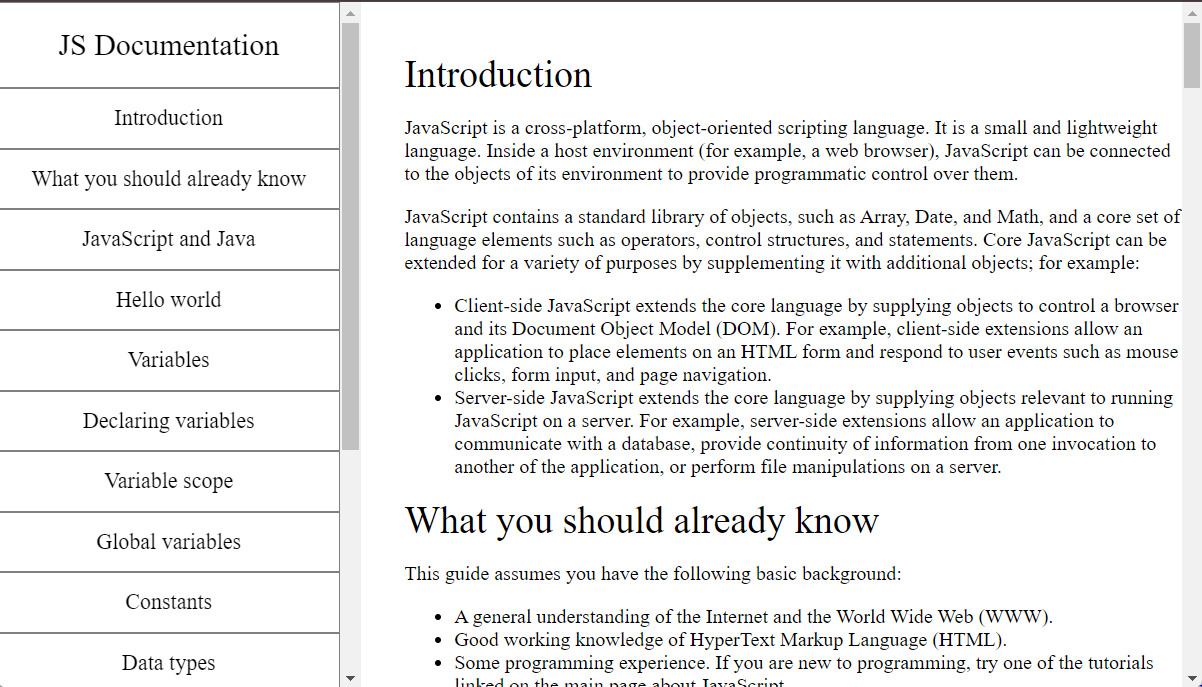 JS Documentation
Introduction
What you should already know
JavaScript and Java
Hello world
Variables
Declaring variables
Variable scope
Global variables
Constants
Data types
Introduction
JavaScript is a cross-platform, object-oriented scripting language. It is a small and lightweight
language. Inside a host environment (for example, a web browser), JavaScript can be connected
to the objects of its environment to provide programmatic control over them.
JavaScript contains a standard library of objects, such as Array, Date, and Math, and a core set of
language elements such as operators, control structures, and statements. Core JavaScript can be
extended for a variety of purposes by supplementing it with additional objects; for example:
• Client-side JavaScript extends the core language by supplying objects to control a browser
and its Document Object Model (DOM). For example, client-side extensions allow an
application to place elements on an HTML form and respond to user events such as mouse
clicks, form input, and page navigation.
• Server-side JavaScript extends the core language by supplying objects relevant to running
JavaScript on a server. For example, server-side extensions allow an application to
communicate with a database, provide continuity of information from one invocation to
another of the application, or perform file manipulations on a server.
What you should already know
This guide assumes you have the following basic background:
• A general understanding of the Internet and the World Wide Web (WWW).
• Good working knowledge of HyperText Markup Language (HTML).
• Some programming experience. If you are new to programming, try one of the tutorials
linked on the main page about JavaScript.